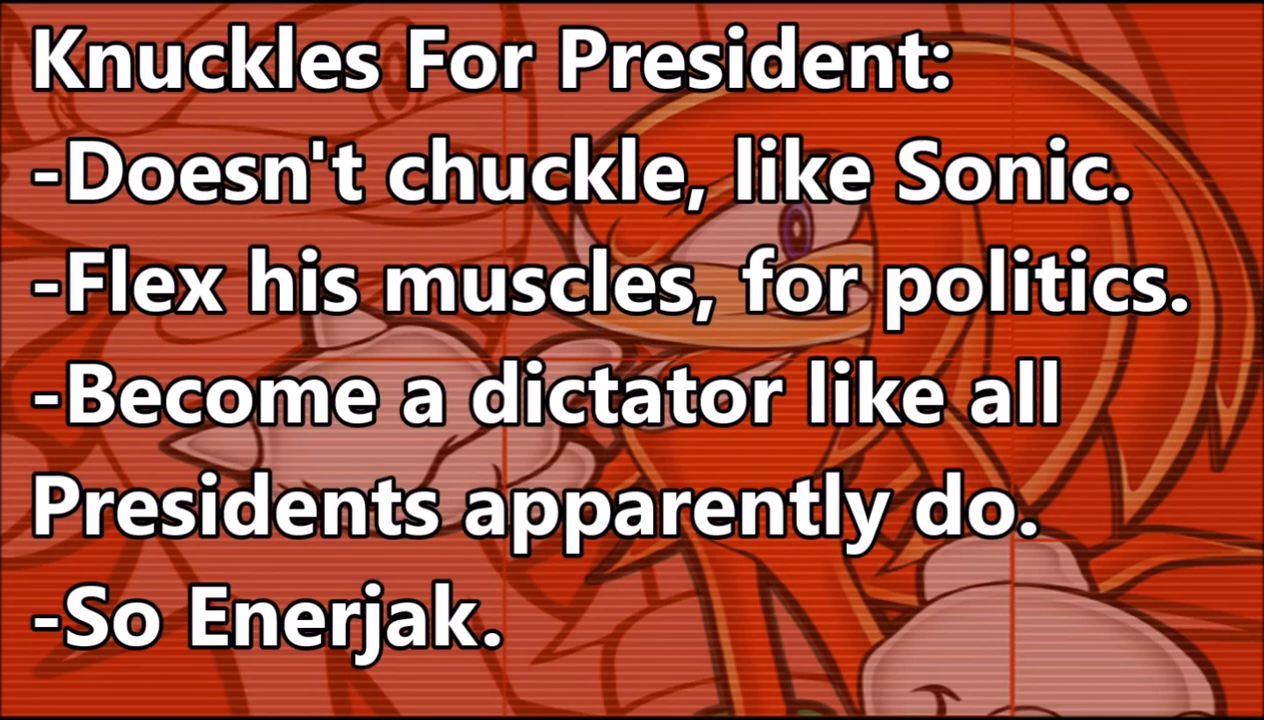 Knuckles For President:
-Doesn't chuckle, like Sonic.
-Flex his muscles, for politics.
-Become a dictator like all
Presidents apparently do.
-So Enerjak.